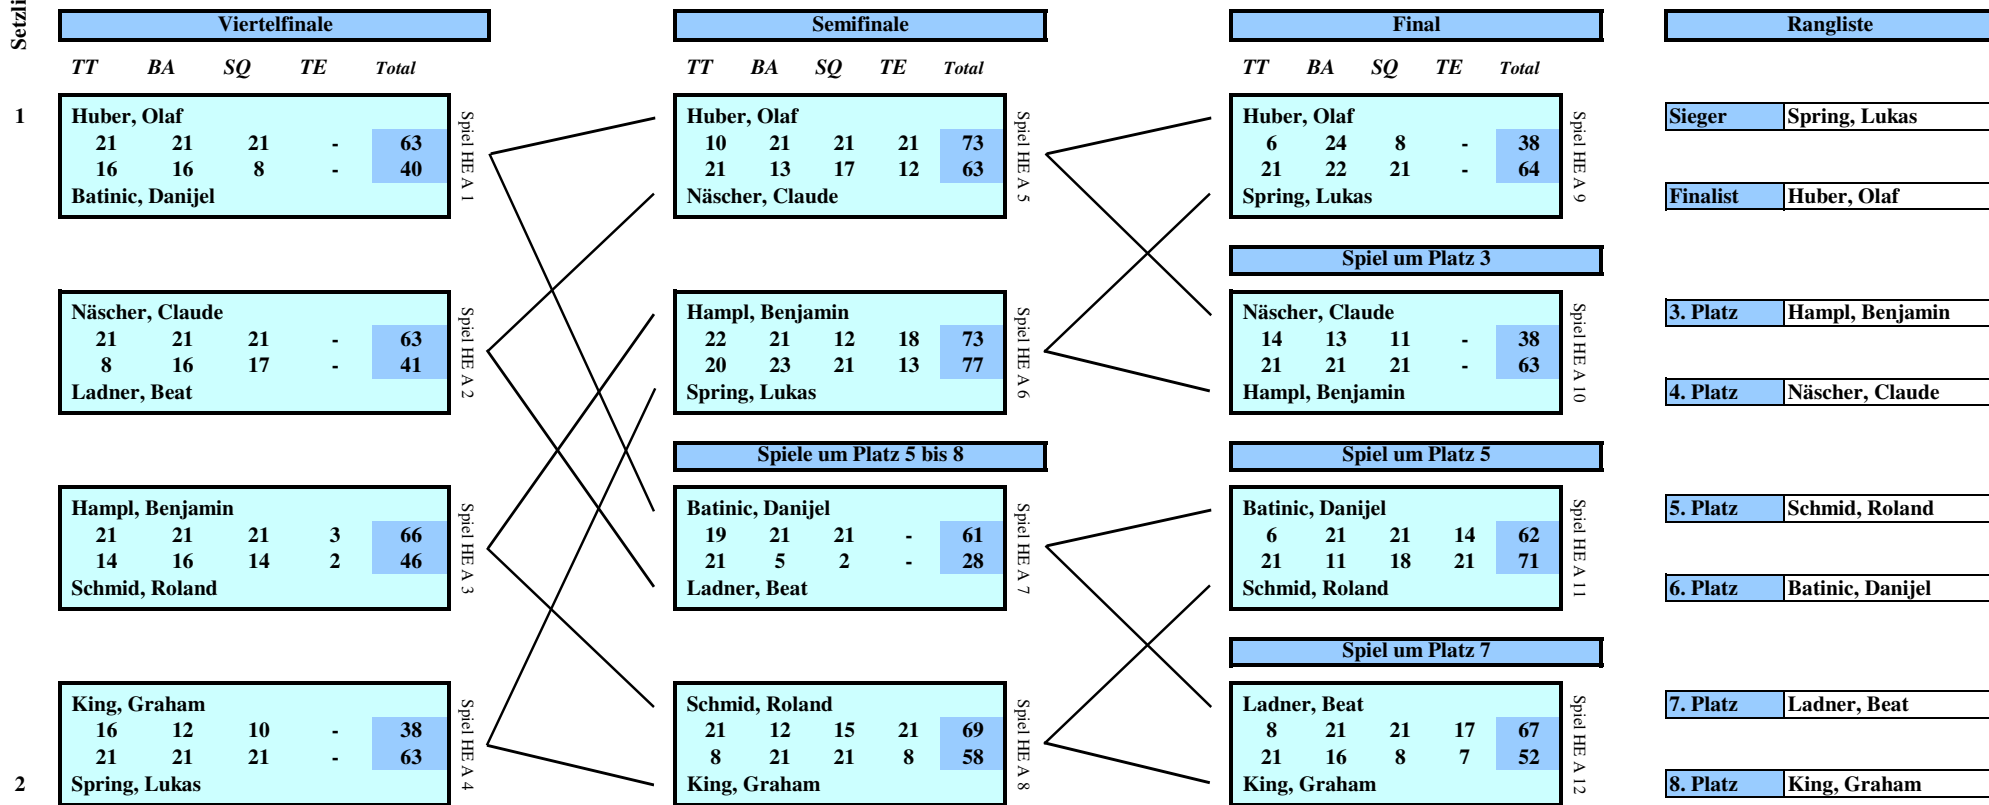 Viertelfinale Semifinale Final Rangliste
TT BA SQ TE Total TT BA SQ TE Total TT BA SQ TE Total
1 Huber, Olaf Huber, Olaf Huber, Olaf Sieger Spring, Lukas
21 21 21 - 63 10 21 21 21 73 6 24 8 - 38
16 16 8 - 40 21 13 17 12 63 21 22 21 - 64
Batinic, Danijel Näscher, Claude Spring, Lukas Finalist Huber, Olaf
Spiel HE A 1 Spiel HE A 5 Spiel HE A 9
Spiel um Platz 3
Näscher, Claude Hampl, Benjamin Näscher, Claude 3. Platz Hampl, Benjamin
21 21 21 - 63 22 21 12 18 73 14 13 11 - 38
8 16 17 - 41 20 23 21 13 77 21 21 21 - 63
Ladner, Beat Spring, Lukas Hampl, Benjamin 4. Platz Näscher, Claude
Spiel HE A 2 Spiel HE A 6 Spiel HE A 10
Spiele um Platz 5 bis 8 Spiel um Platz 5
Hampl, Benjamin Batinic, Danijel Batinic, Danijel 5. Platz Schmid, Roland
21 21 21 3 66 19 21 21 - 61 6 21 21 14 62
14 16 14 2 46 21 5 2 - 28 21 11 18 21 71
Schmid, Roland Ladner, Beat Schmid, Roland 6. Platz Batinic, Danijel
Spiel HE A 3 Spiel HE A 7 Spiel HE A 11
Spiel um Platz 7
King, Graham Schmid, Roland Ladner, Beat 7. Platz Ladner, Beat
16 12 10 - 38 21 12 15 21 69 8 21 21 17 67
21 21 21 - 63 8 21 21 8 58 21 16 8 7 52
2 Spring, Lukas King, Graham King, Graham 8. Platz King, Graham
Spiel HE A 4 Spiel HE A 8 Spiel HE A 12